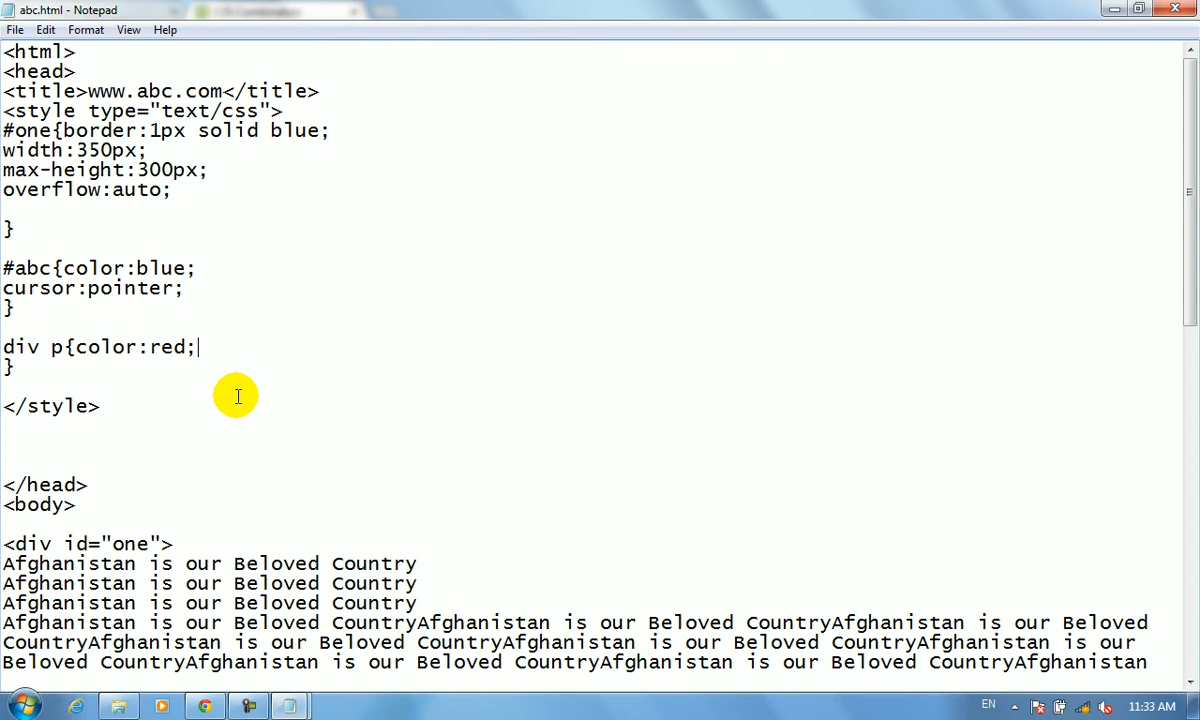 abc.html - Notepad
File Edit Format View Help
<html>
<head>
<title>www.abc.com</title>
<style type="text/css">
#one{border:1px solid blue;
width:350px;
max-height:300px;
overflow:auto;
}
#abc{color:blue;
cursor:pointer;
}
div p{color:red;
}
</style>
</head>
<body>
<div id="one">
Afghanistan is our Beloved Country
Afghanistan is our Beloved Country
Afghanistan is our Beloved Country
Afghanistan is our Beloved CountryAfghanistan is our Beloved CountryAfghanistan is our Beloved
CountryAfghanistan is our Beloved CountryAfghanistan is our Beloved CountryAfghanistan is our
Beloved CountryAfghanistan is our Beloved CountryAfghanistan is our Beloved CountryAfghanistan
EN 11:33 AM